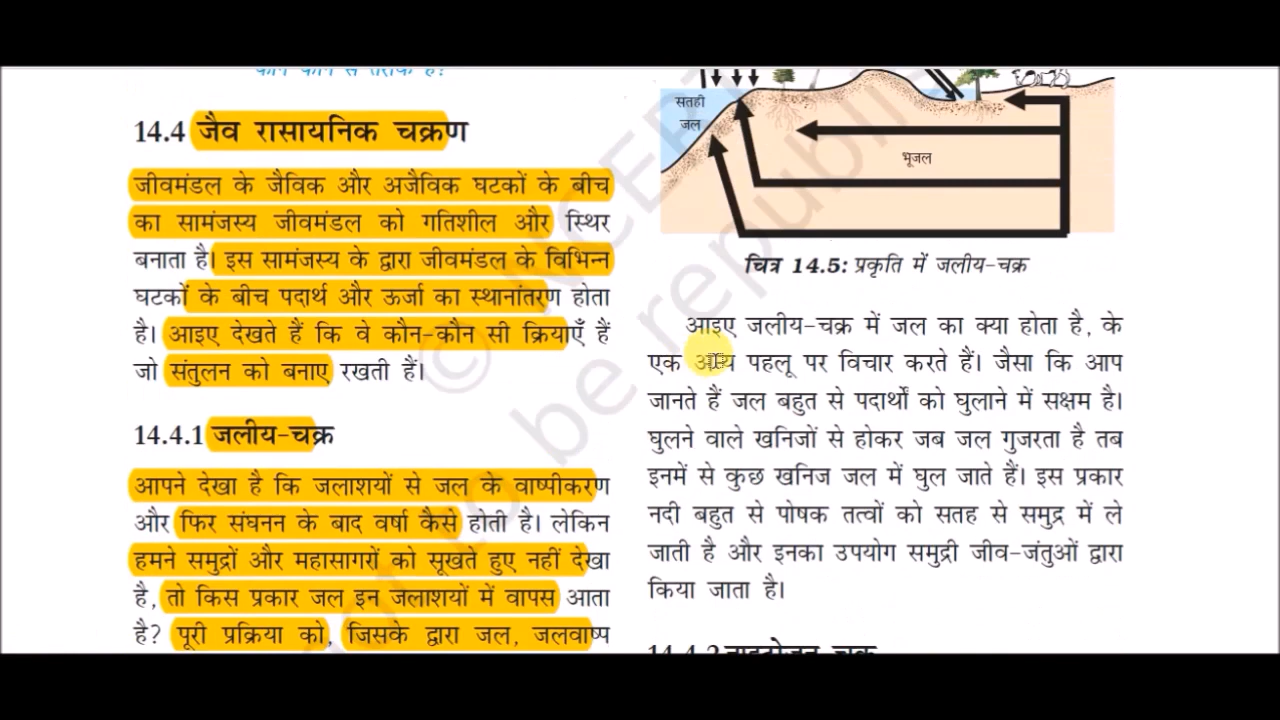 14.4 जैव रासायनिक चक्रण
जीवमंडल के जैविक और अजैविक घटकों के बीच
का सामंजस्य जीवमंडल को गतिशील और स्थिर
बनाता है। इस सामंजस्य के द्वारा जीवमंडल के विभिन्न
घटकों के बीच पदार्थ और ऊर्जा का स्थानांतरण होता
है। आइए देखते हैं कि वे कौन-कौन सी क्रियाएँ हैं
जो संतुलन को बनाए रखती हैं।
14.4.1 जलीय-चक्र
आपने देखा है कि जलाशयों से जल के वाष्पीकरण
और फिर संघनन के बाद वर्षा कैसे होती है। लेकिन
हमने समुद्रों और महासागरों को सूखते हुए नहीं देखा
है, तो किस प्रकार जल इन जलाशयों में वापस आता
है? पूरी प्रक्रिया को, जिसके द्वारा जल, जलवाष्प
सतही
जल
भूजल
चित्र 14.5: प्रकृति में जलीय-चक्र
आइए जलीय-चक्र में जल का क्या होता है, के
एक अन्य पहलू पर विचार करते हैं। जैसा कि आप
जानते हैं जल बहुत से पदार्थों को घुलाने में सक्षम है।
घुलने वाले खनिजों से होकर जब जल गुजरता है तब
इनमें से कुछ खनिज जल में घुल जाते हैं। इस प्रकार
नदी बहुत से पोषक तत्वों को सतह से समुद्र में ले
जाती है और इनका उपयोग समुद्री जीव-जंतुओं द्वारा
किया जाता है।